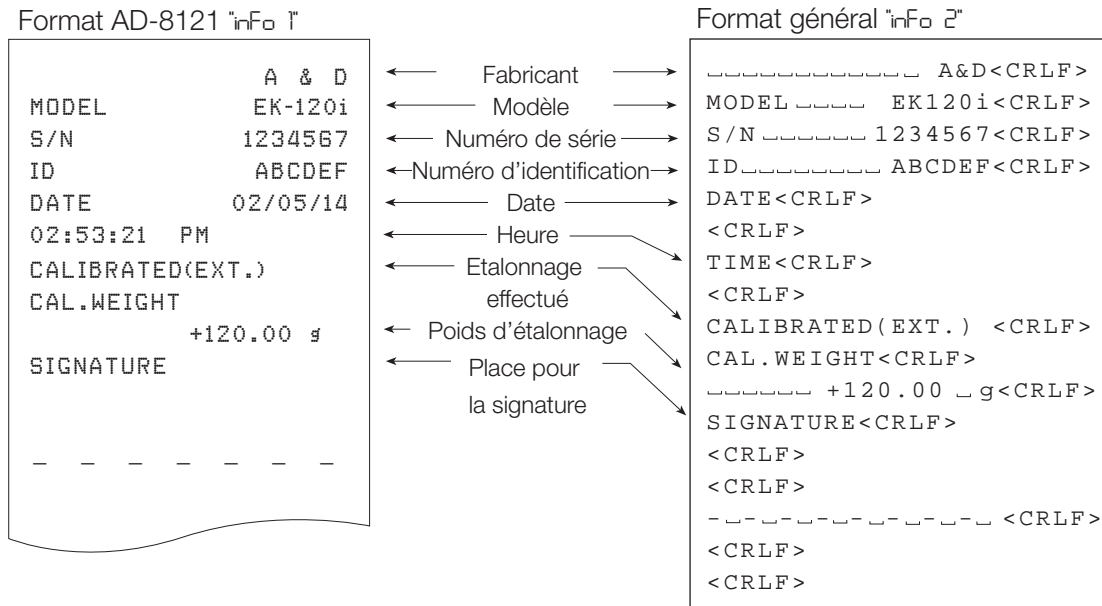 Format AD-8121 "inFo 1"
A & D
MODEL EK-120i
S/N 1234567
ID ABCDEF
DATE 02/05/14
02:53:21 PM
CALIBRATED(EXT.)
CAL.WEIGHT
+120.00 g
SIGNATURE
_ _ _ _ _ _ _
Fabricant
Modèle
Numéro de série
Numéro d'identification
Date
Heure
Etalonnage
effectué
Poids d'étalonnage
Place pour
la signature
Format général "inFo 2"
␣␣␣␣␣␣␣␣␣␣␣␣ A&D<CRLF>
MODEL ␣␣␣␣ EK120i<CRLF>
S/N ␣␣␣␣␣␣ 1234567<CRLF>
ID␣␣␣␣␣␣␣␣ ABCDEF<CRLF>
DATE<CRLF>
<CRLF>
TIME<CRLF>
<CRLF>
CALIBRATED(EXT.) <CRLF>
CAL.WEIGHT<CRLF>
␣␣␣␣␣␣ +120.00 ␣ g<CRLF>
SIGNATURE<CRLF>
<CRLF>
<CRLF>
-␣-␣-␣-␣-␣-␣-␣-␣ <CRLF>
<CRLF>
<CRLF>